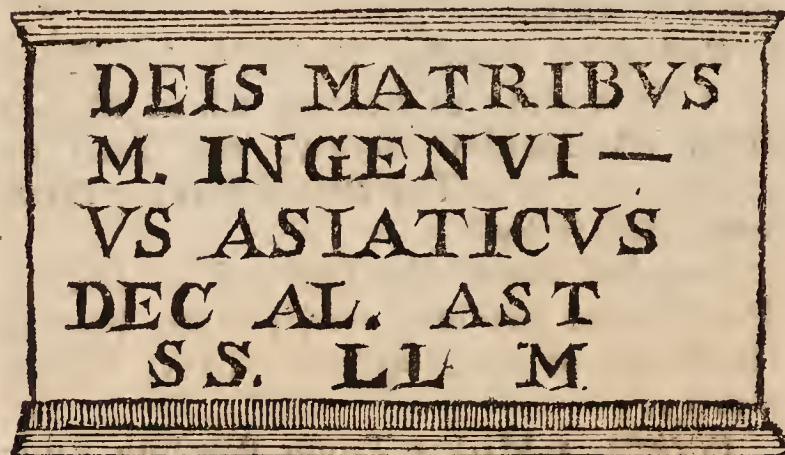 DEIS MATRIBVS
M. INGENVI—
VS ASIATICVS
DEC AL. AST
SS. LL M